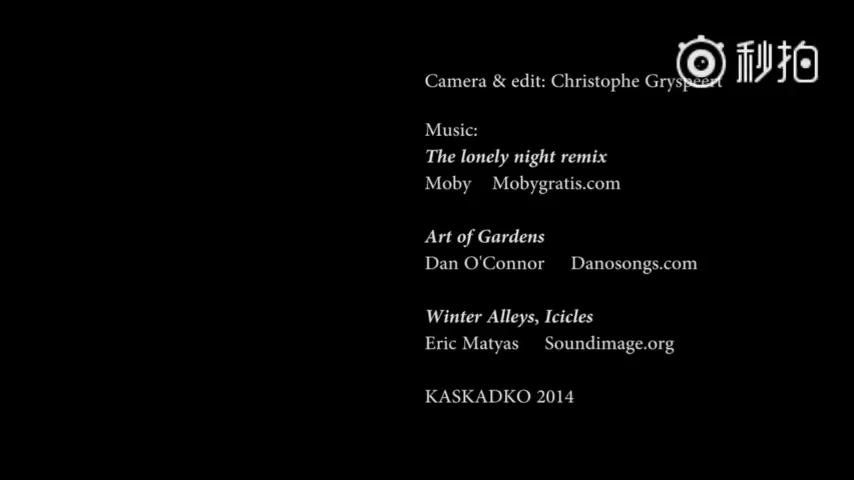 秒拍
Camera & edit: Christophe Gryspeert
Music:
The lonely night remix
Moby Mobygratis.com
Art of Gardens
Dan O'Connor Danosongs.com
Winter Alleys, Icicles
Eric Matyas Soundimage.org
KASKADKO 2014